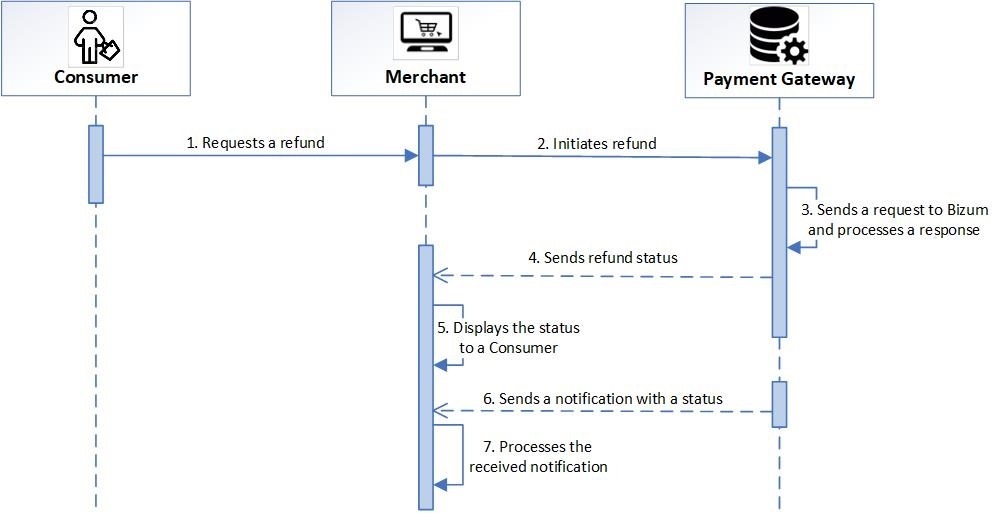 Consumer
Merchant
Payment Gateway
1. Requests a refund
2. Initiates refund
3. Sends a request to Bizum
and processes a response
4. Sends refund status
5. Displays the status
to a Consumer
6. Sends a notification with a status
7. Processes the
received notification